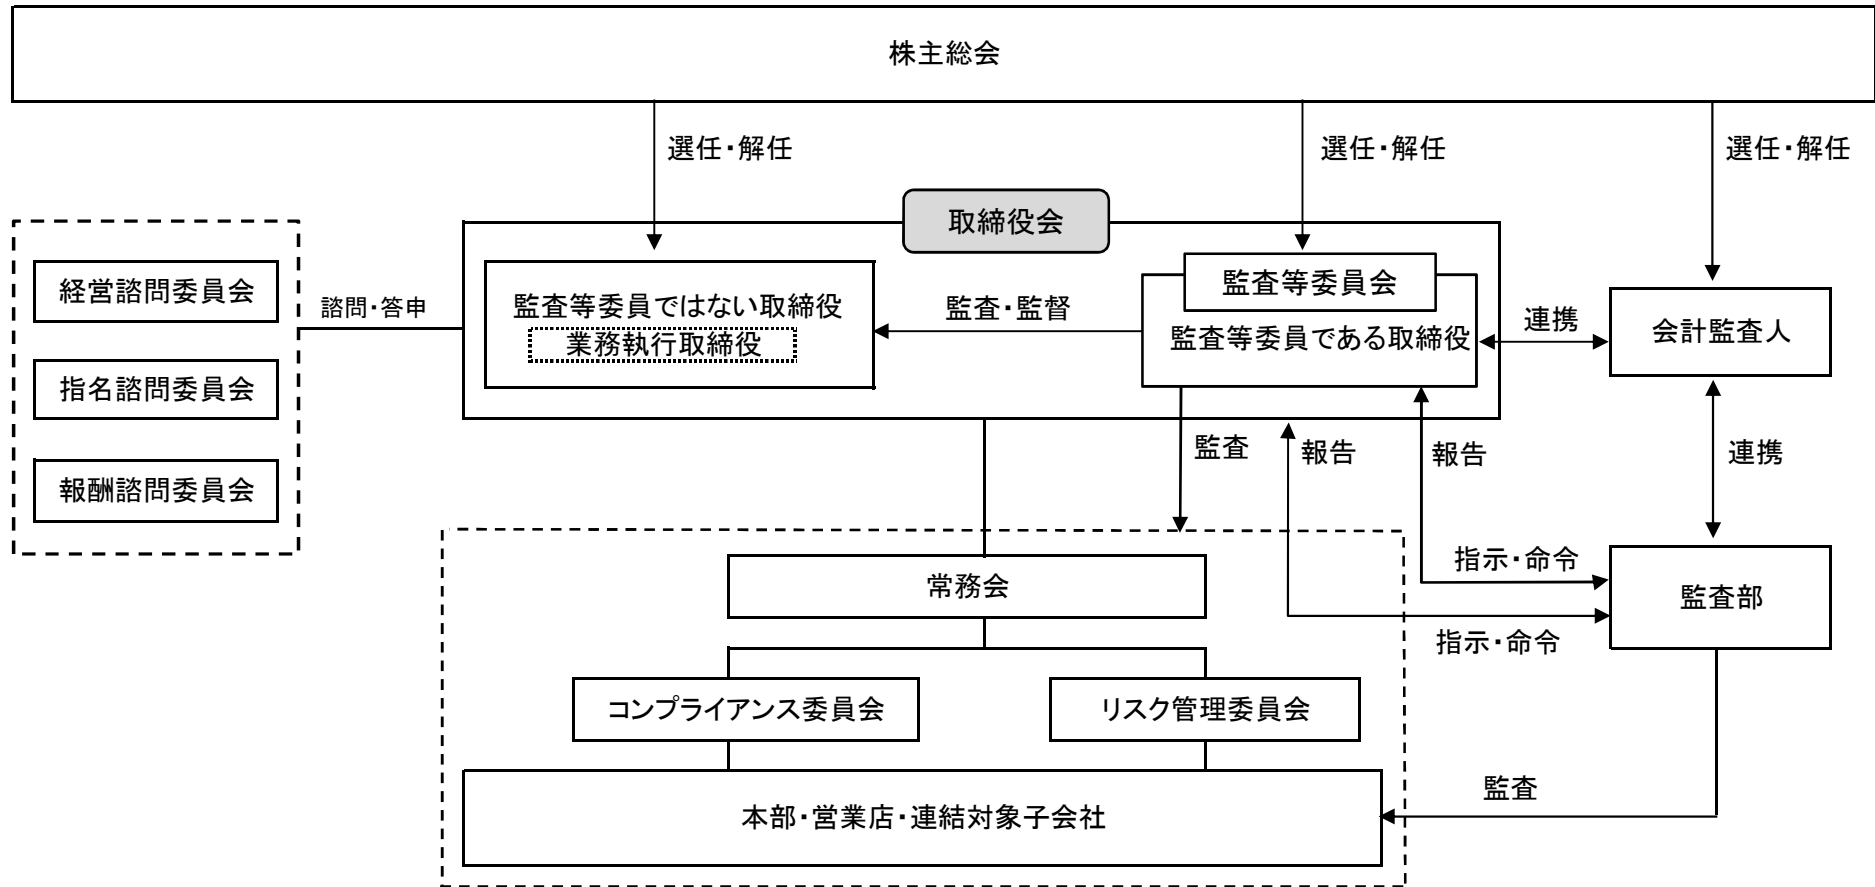 株主総会
選任・解任
選任・解任
選任・解任
取締役会
経営諮問委員会
指名諮問委員会
報酬諮問委員会
諮問・答申
監査等委員ではない取締役
業務執行取締役
監査・監督
監査等委員会
監査等委員である取締役
連携
会計監査人
監査
報告
報告
連携
指示・命令
指示・命令
監査部
常務会
コンプライアンス委員会
リスク管理委員会
監査
本部・営業店・連結対象子会社